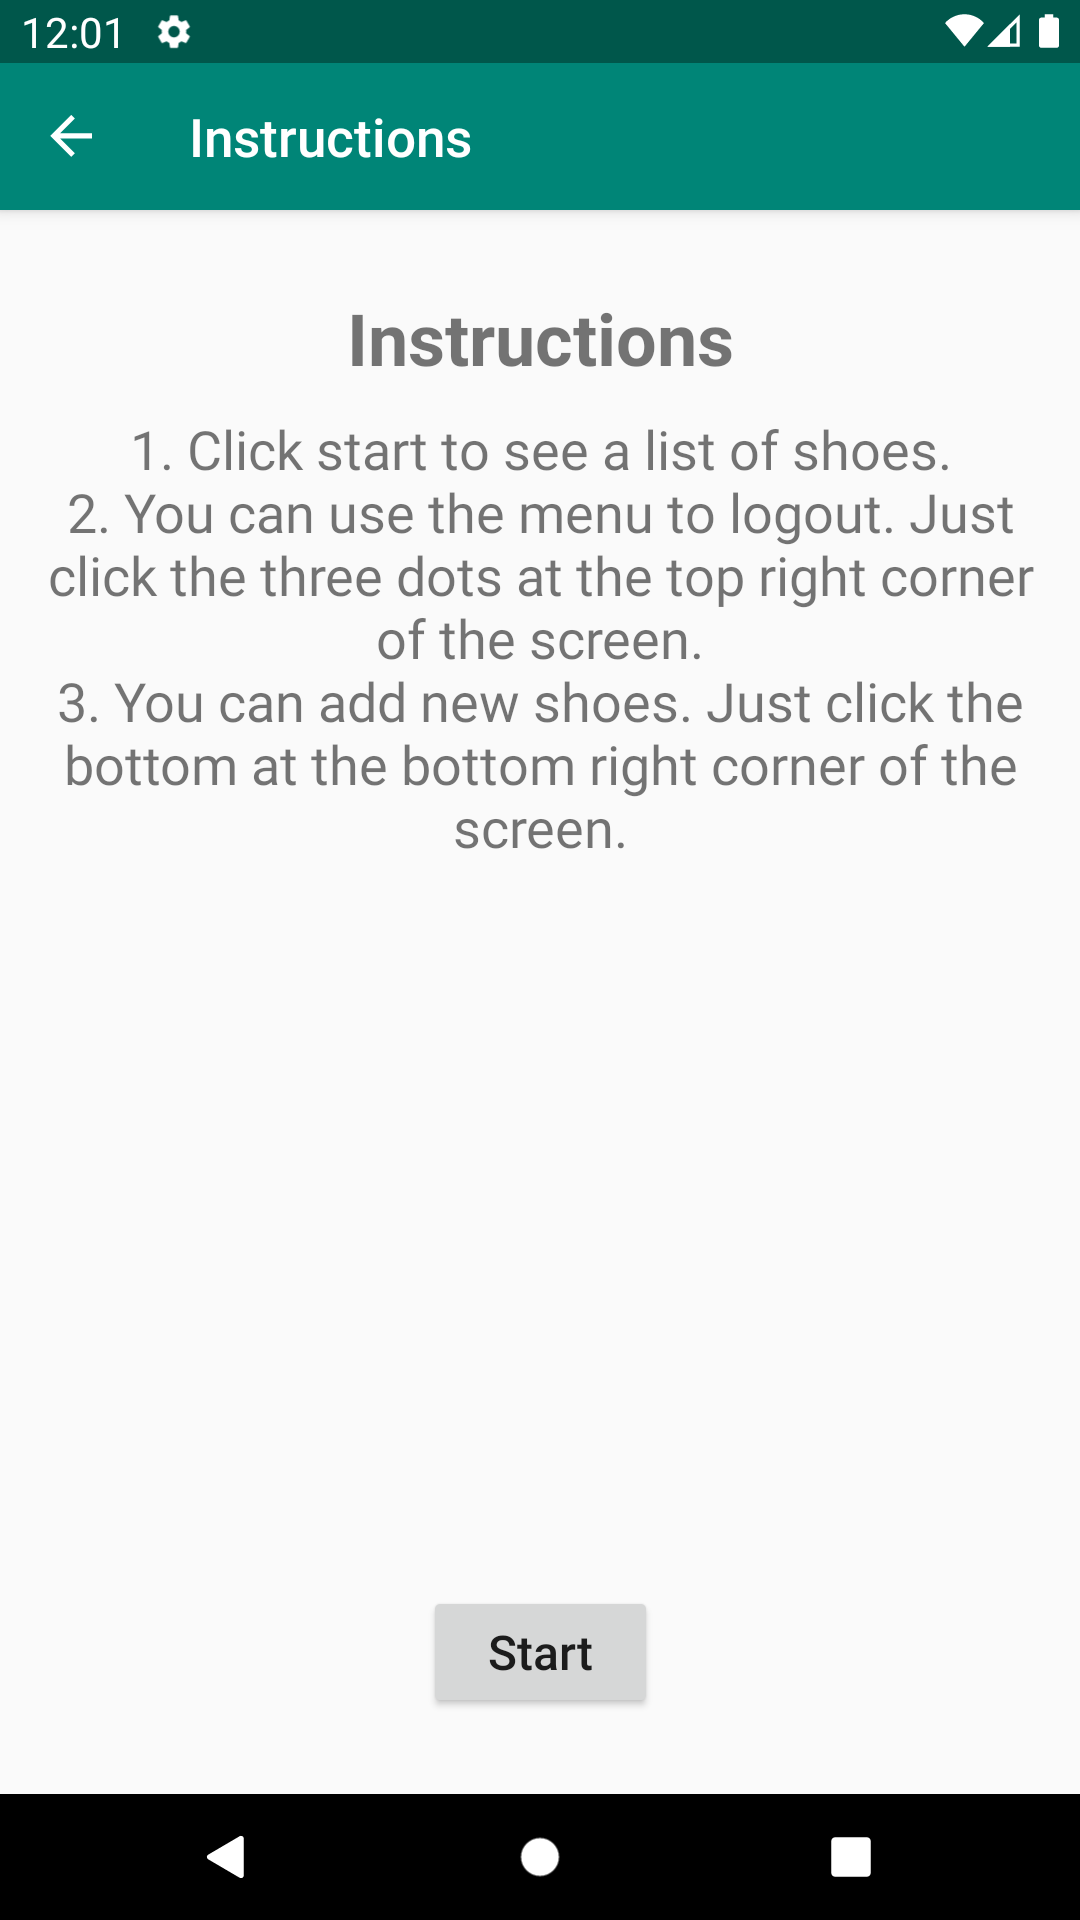 12:01
Instructions
Instructions
1. Click start to see a list of shoes.
2. You can use the menu to logout. Just
click the three dots at the top right corner
of the screen.
3. You can add new shoes. Just click the
bottom at the bottom right corner of the
screen.
Start